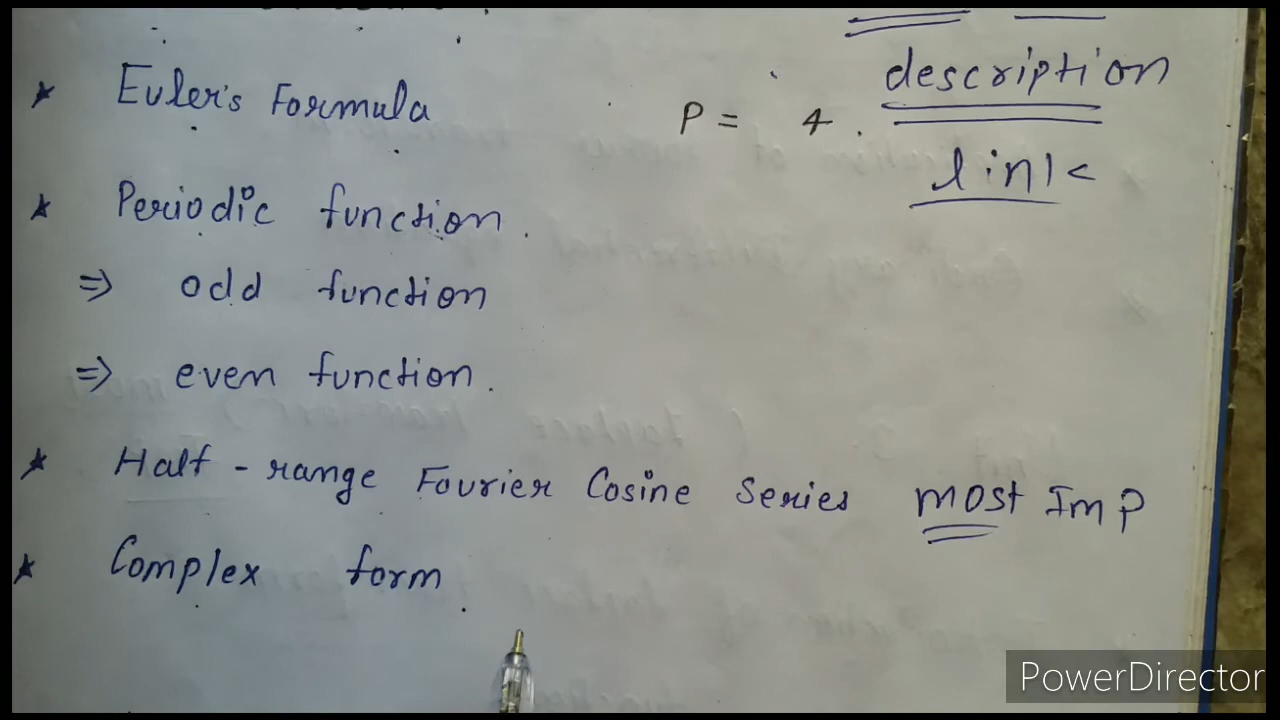 description
* Euler's Formula P = 4.
link
* Periodic function.
⇒ odd function
⇒ even function.
* Half-range Fourier Cosine Series most Imp
* Complex form.
PowerDirector